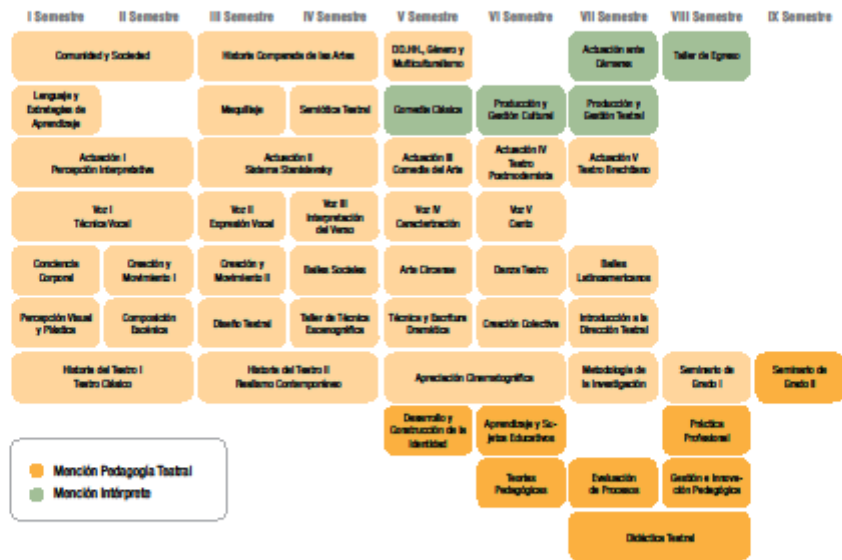 I Semestre II Semestre III Semestre IV Semestre V Semestre VI Semestre VII Semestre VIII Semestre IX Semestre
Comunidad y Sociedad
Historia Comparada de las Artes
DD.HH., Género y
Multiculturalismo
Actuación ante
Cámaras
Taller de Egreso
Lenguaje y
Estrategias de
Aprendizaje
Maquillaje
Semiótica Teatral
Comedia Clásica
Producción y
Gestión Cultural
Producción y
Gestión Teatral
Actuación I
Percepción Interpretativa
Actuación II
Sistema Stanislavsky
Actuación III
Comedia del Arte
Actuación IV
Teatro
Postmodernista
Actuación V
Teatro Brechtiano
Voz I
Técnica Vocal
Voz II
Expresión Vocal
Voz III
Interpretación
del Verso
Voz IV
Caracterización
Voz V
Canto
Conciencia
Corporal
Creación y
Movimiento I
Creación y
Movimiento II
Bailes Sociales
Arte Circense
Danza Teatro
Bailes
Latinoamericanos
Percepción Visual
y Plástica
Composición
Escénica
Diseño Teatral
Taller de Técnica
Escenográfica
Técnica y Escritura
Dramática
Creación Colectiva
Introducción a la
Dirección Teatral
Historia del Teatro I
Teatro Clásico
Historia del Teatro II
Realismo Contemporáneo
Apreciación Cinematográfica
Metodología de
la Investigación
Seminario de
Grado I
Seminario de
Grado II
Desarrollo y
Construcción de la
Identidad
Aprendizaje y Su-
jetos Educativos
Práctica
Profesional
Teorías
Pedagógicas
Evaluación
de Procesos
Gestión e Innova-
ción Pedagógica
Didáctica Teatral
Mención Pedagogía Teatral
Mención Intérprete